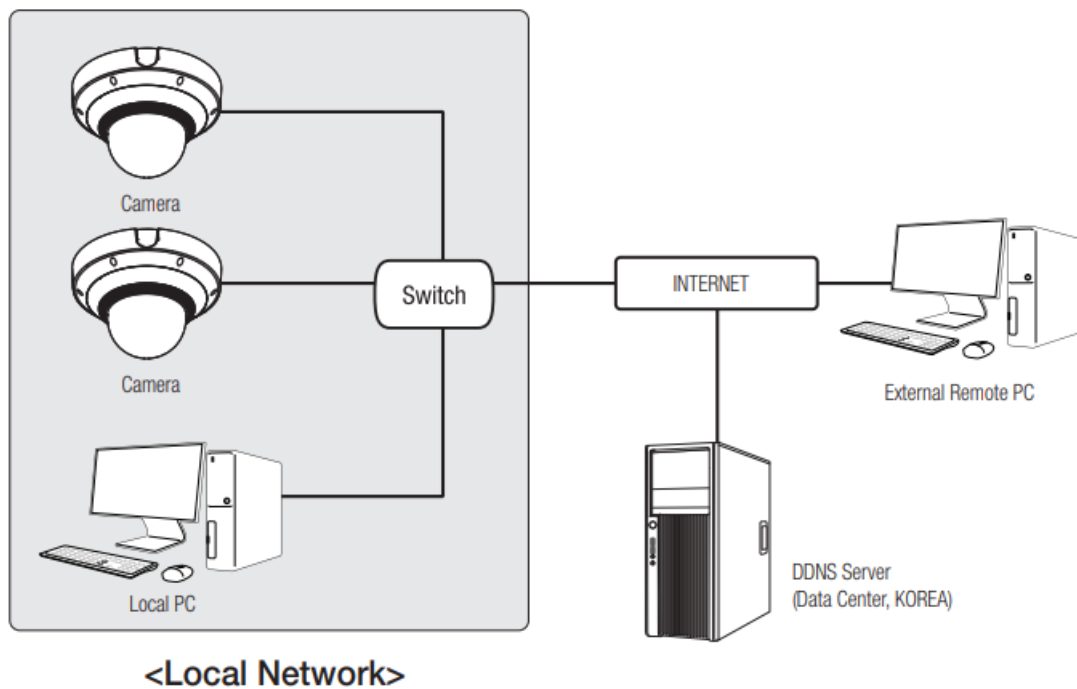 Camera
Camera
Switch
INTERNET
External Remote PC
Local PC
DDNS Server
(Data Center, KOREA)
<Local Network>